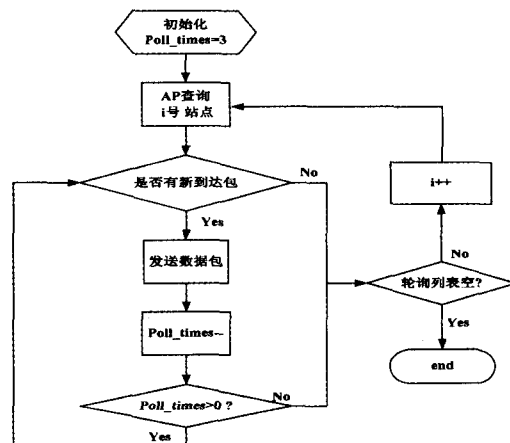 初始化
Poll_times=3
AP查询
i号 站点
是否有新到达包
No
Yes
发送数据包
Poll_times--
Poll_times>0 ?
No
Yes
i++
No
轮询列表空?
Yes
end